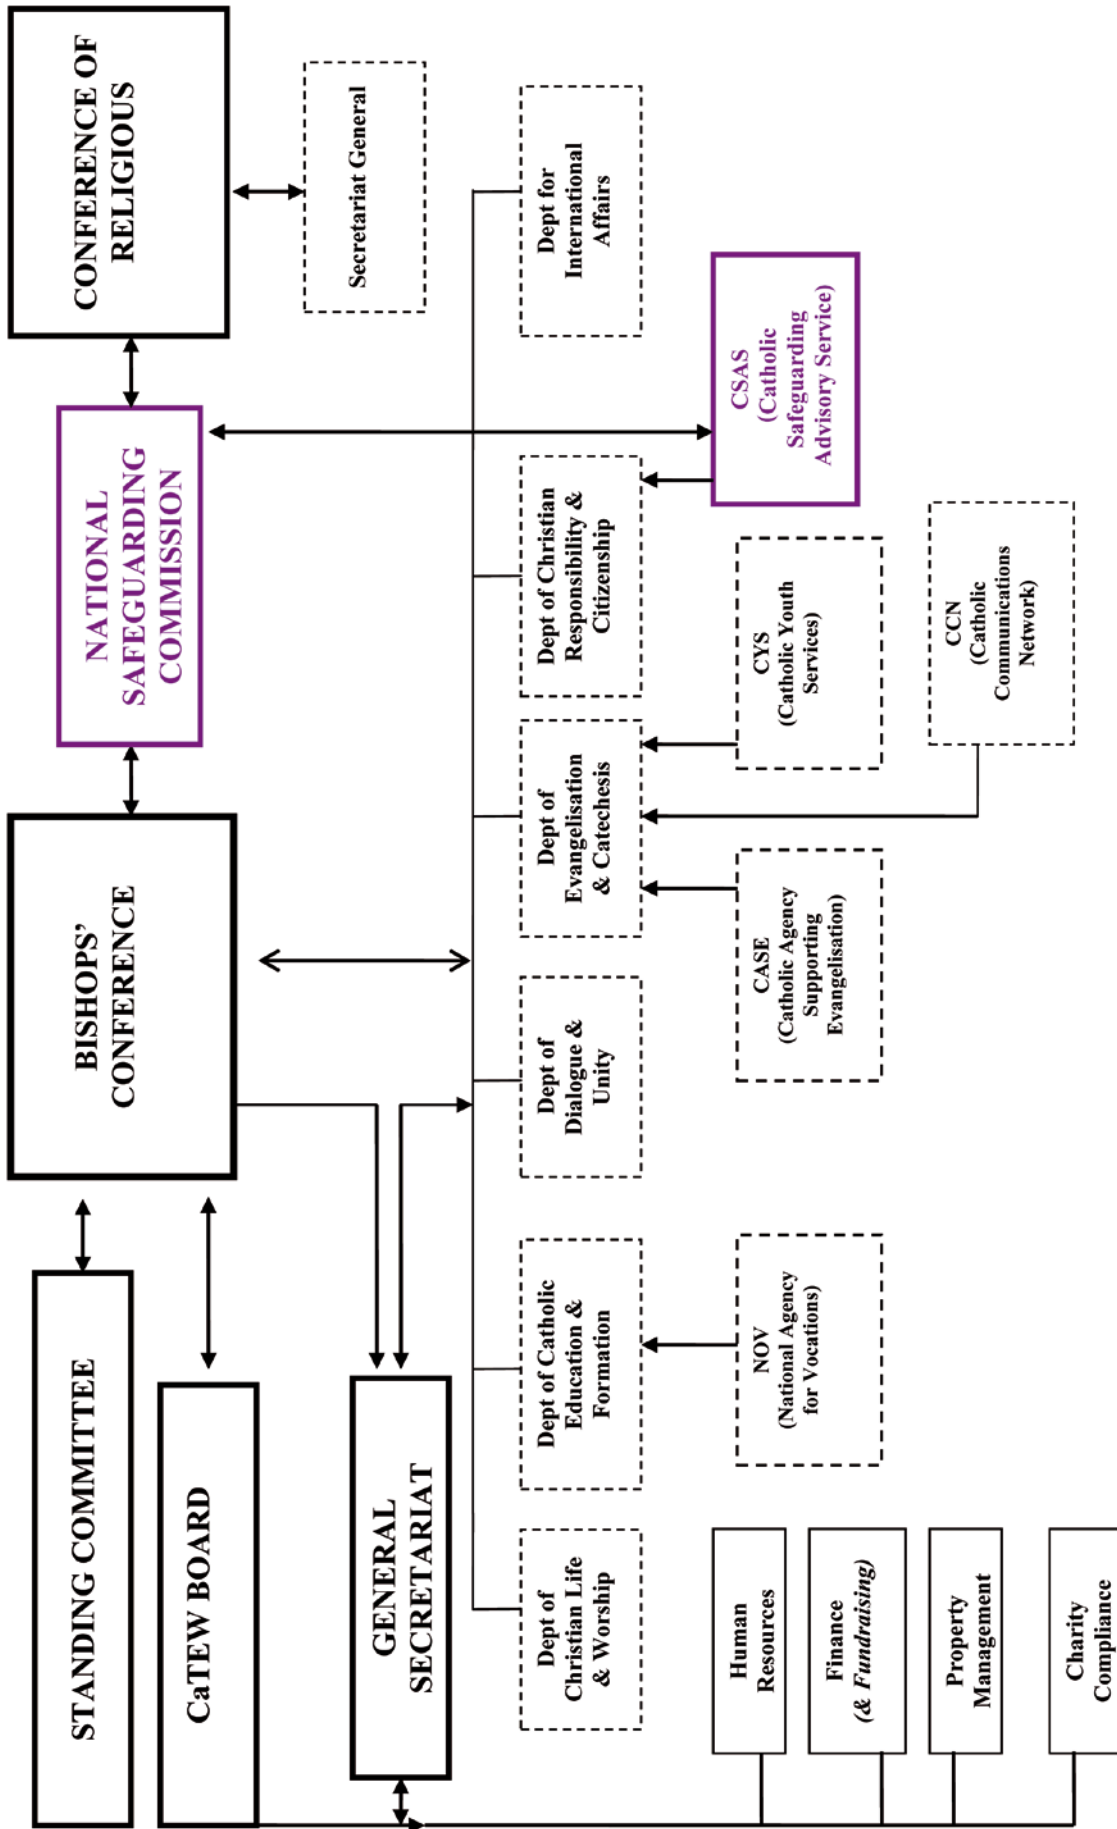 STANDING COMMITTEE
CaTEW BOARD
GENERAL
SECRETARIAT
BISHOPS’
CONFERENCE
NATIONAL
SAFEGUARDING
COMMISSION
CONFERENCE OF
RELIGIOUS
Secretariat General
Dept of
Christian Life
& Worship
Dept of Catholic
Education &
Formation
Dept of
Dialogue &
Unity
Dept of
Evangelisation
& Catechesis
Dept of Christian
Responsibility &
Citizenship
Dept for
International
Affairs
Human
Resources
Finance
(& Fundraising)
Property
Management
Charity
Compliance
NOV
(National Agency
for Vocations)
CASE
(Catholic Agency
Supporting
Evangelisation)
CYS
(Catholic Youth
Services)
CSAS
(Catholic
Safeguarding
Advisory Service)
CCN
(Catholic
Communications
Network)